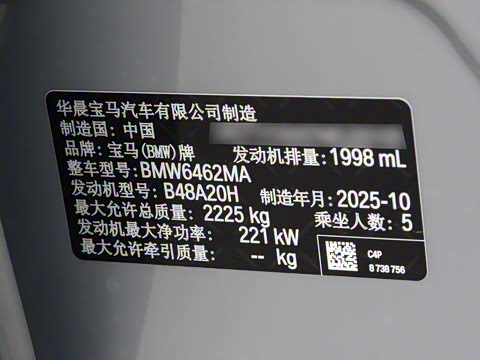 华晨宝马汽车有限公司制造
制造国: 中国
品牌: 宝马(BMW)牌 发动机排量: 1998 mL
整车型号: BMW6462MA
发动机型号: B48A20H 制造年月: 2025-10
最大允许总质量: 2225 kg 乘坐人数: 5
发动机最大净功率: 221 kW
最大允许牵引质量: -- kg
C4P
8 738 756